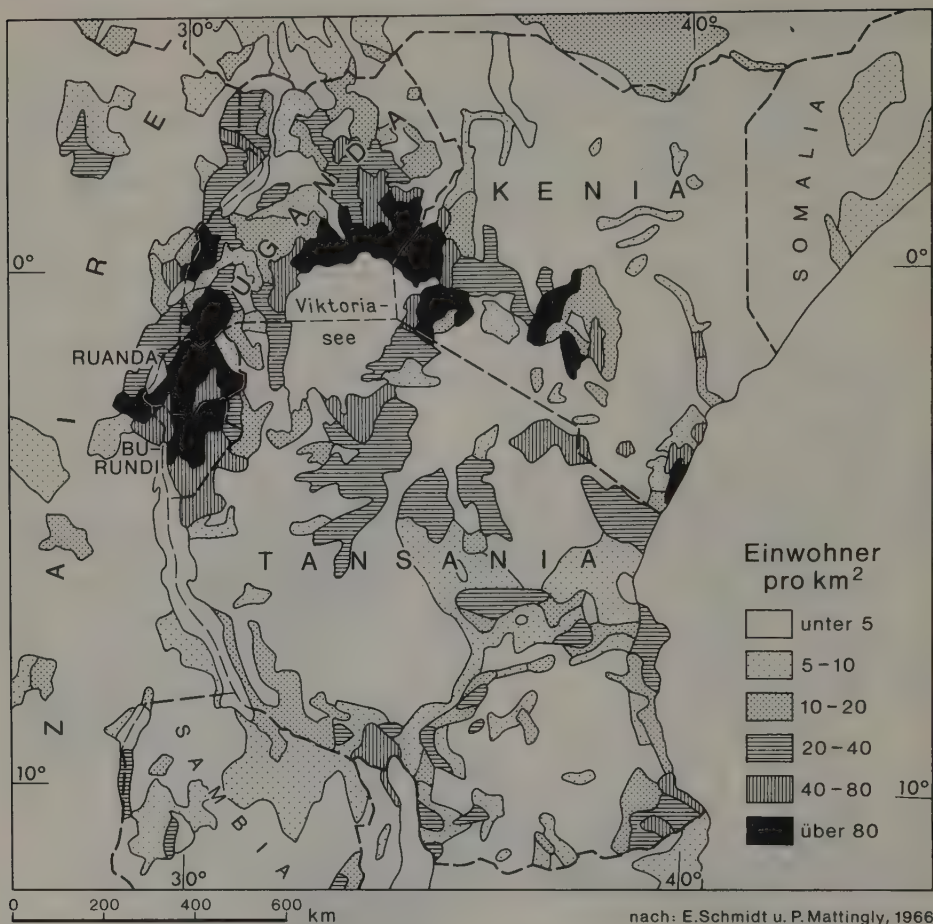 30°
40°
ZAIRE
UGANDA
KENIA
SOMALIA
0°
0°
Viktoria-
see
RUANDA
BU-
RUNDI
TANSANIA
SAMBIA
10°
10°
30°
40°
Einwohner
pro km²
unter 5
5-10
10-20
20-40
40-80
über 80
0 200 400 600 km
nach: E.Schmidt u. P. Mattingly, 1966